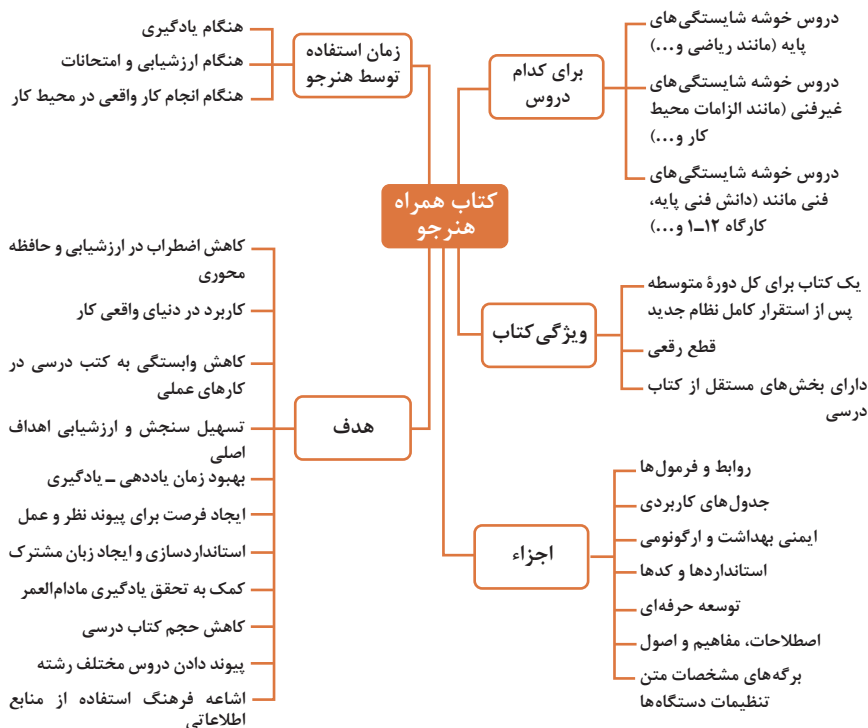 کتاب همراه
هنرجو
برای کدام
دروس
دروس خوشه شایستگی‌های
پایه (مانند ریاضی و...)
دروس خوشه شایستگی‌های
غیرفنی (مانند الزامات محیط
کار و...)
دروس خوشه شایستگی‌های
فنی مانند (دانش فنی پایه،
کارگاه ۱۲ـ۱ و...)
ویژگی کتاب
یک کتاب برای کل دورهٔ متوسطه
پس از استقرار کامل نظام جدید
قطع رقعی
دارای بخش‌های مستقل از کتاب
درسی
اجزاء
روابط و فرمول‌ها
جدول‌های کاربردی
ایمنی بهداشت و ارگونومی
استانداردها و کدها
توسعه حرفه‌ای
اصطلاحات، مفاهیم و اصول
برگه‌های مشخصات متن
تنظیمات دستگاه‌ها
زمان استفاده
توسط هنرجو
هنگام یادگیری
هنگام ارزشیابی و امتحانات
هنگام انجام کار واقعی در محیط کار
هدف
کاهش اضطراب در ارزشیابی و حافظه
محوری
کاربرد در دنیای واقعی کار
کاهش وابستگی به کتب درسی در
کارهای عملی
تسهیل سنجش و ارزشیابی اهداف
اصلی
بهبود زمان یاددهی ـ یادگیری
ایجاد فرصت برای پیوند نظر و عمل
استانداردسازی و ایجاد زبان مشترک
کمک به تحقق یادگیری مادام‌العمر
کاهش حجم کتاب درسی
پیوند دادن دروس مختلف رشته
اشاعه فرهنگ استفاده از منابع
اطلاعاتی